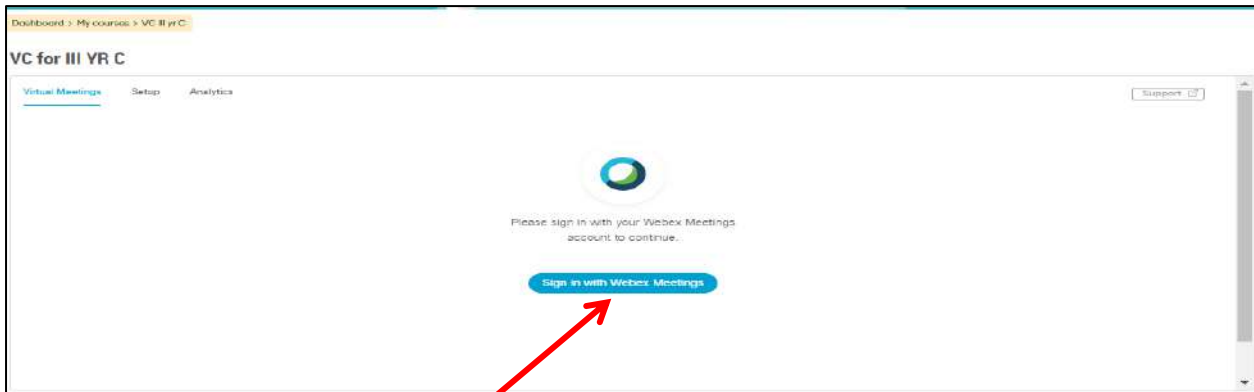 Dashboard > My courses > VC III yr C
VC for III YR C
Virtual Meetings Setup Analytics Support
Please sign in with your Webex Meetings
account to continue.
Sign in with Webex Meetings